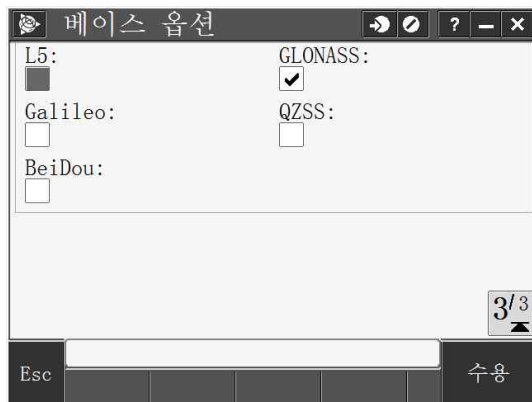 베이스 옵션
? – ×
L5: GLONASS:
Galileo: QZSS:
BeiDou:
3/3
Esc 수용